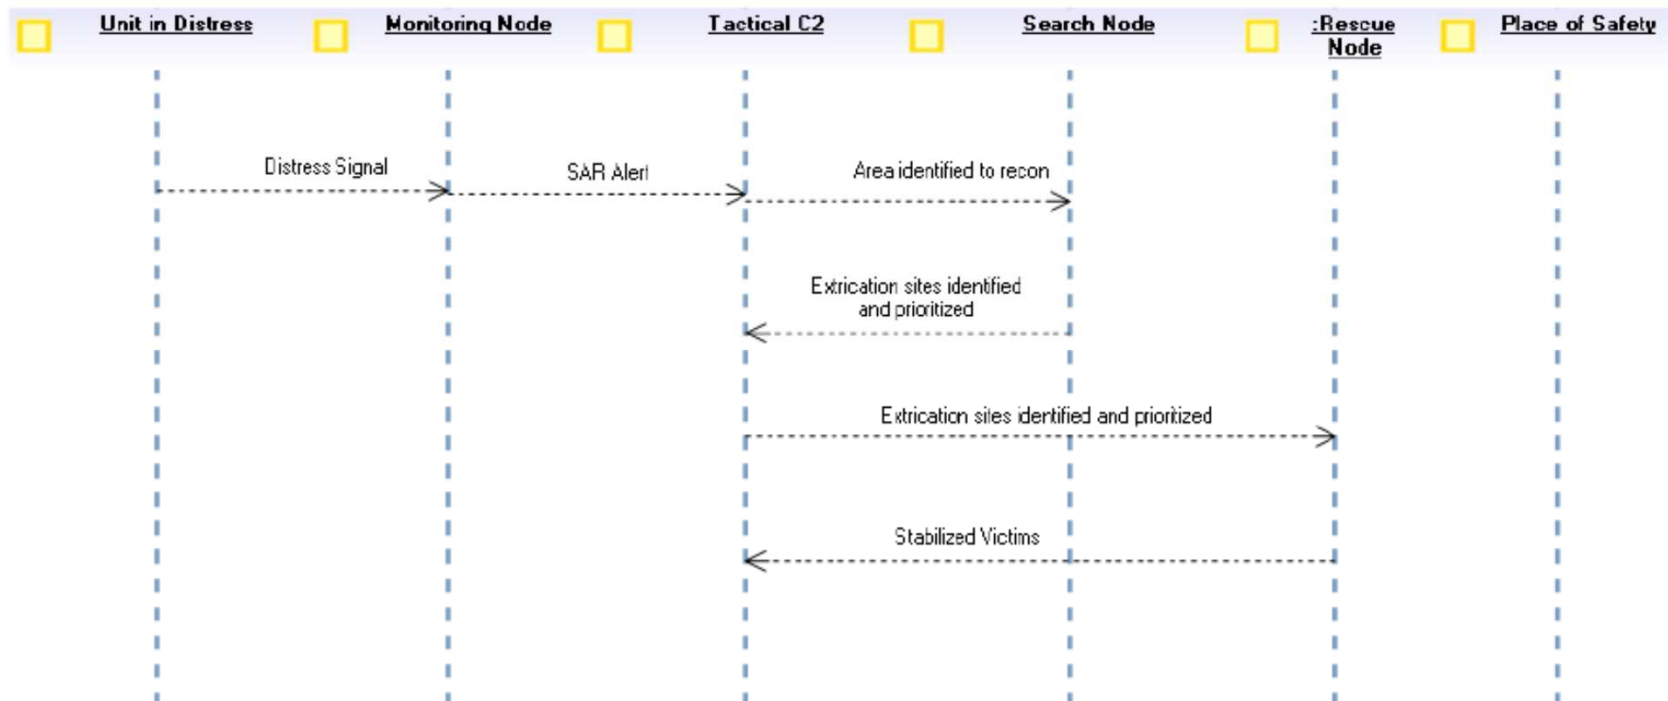 Unit in Distress
Monitoring Node
Tactical C2
Search Node
:Rescue
Node
Place of Safety
Distress Signal
SAR Alert
Area identified to recon
Extrication sites identified
and prioritized
Extrication sites identified and prioritized
Stabilized Victims